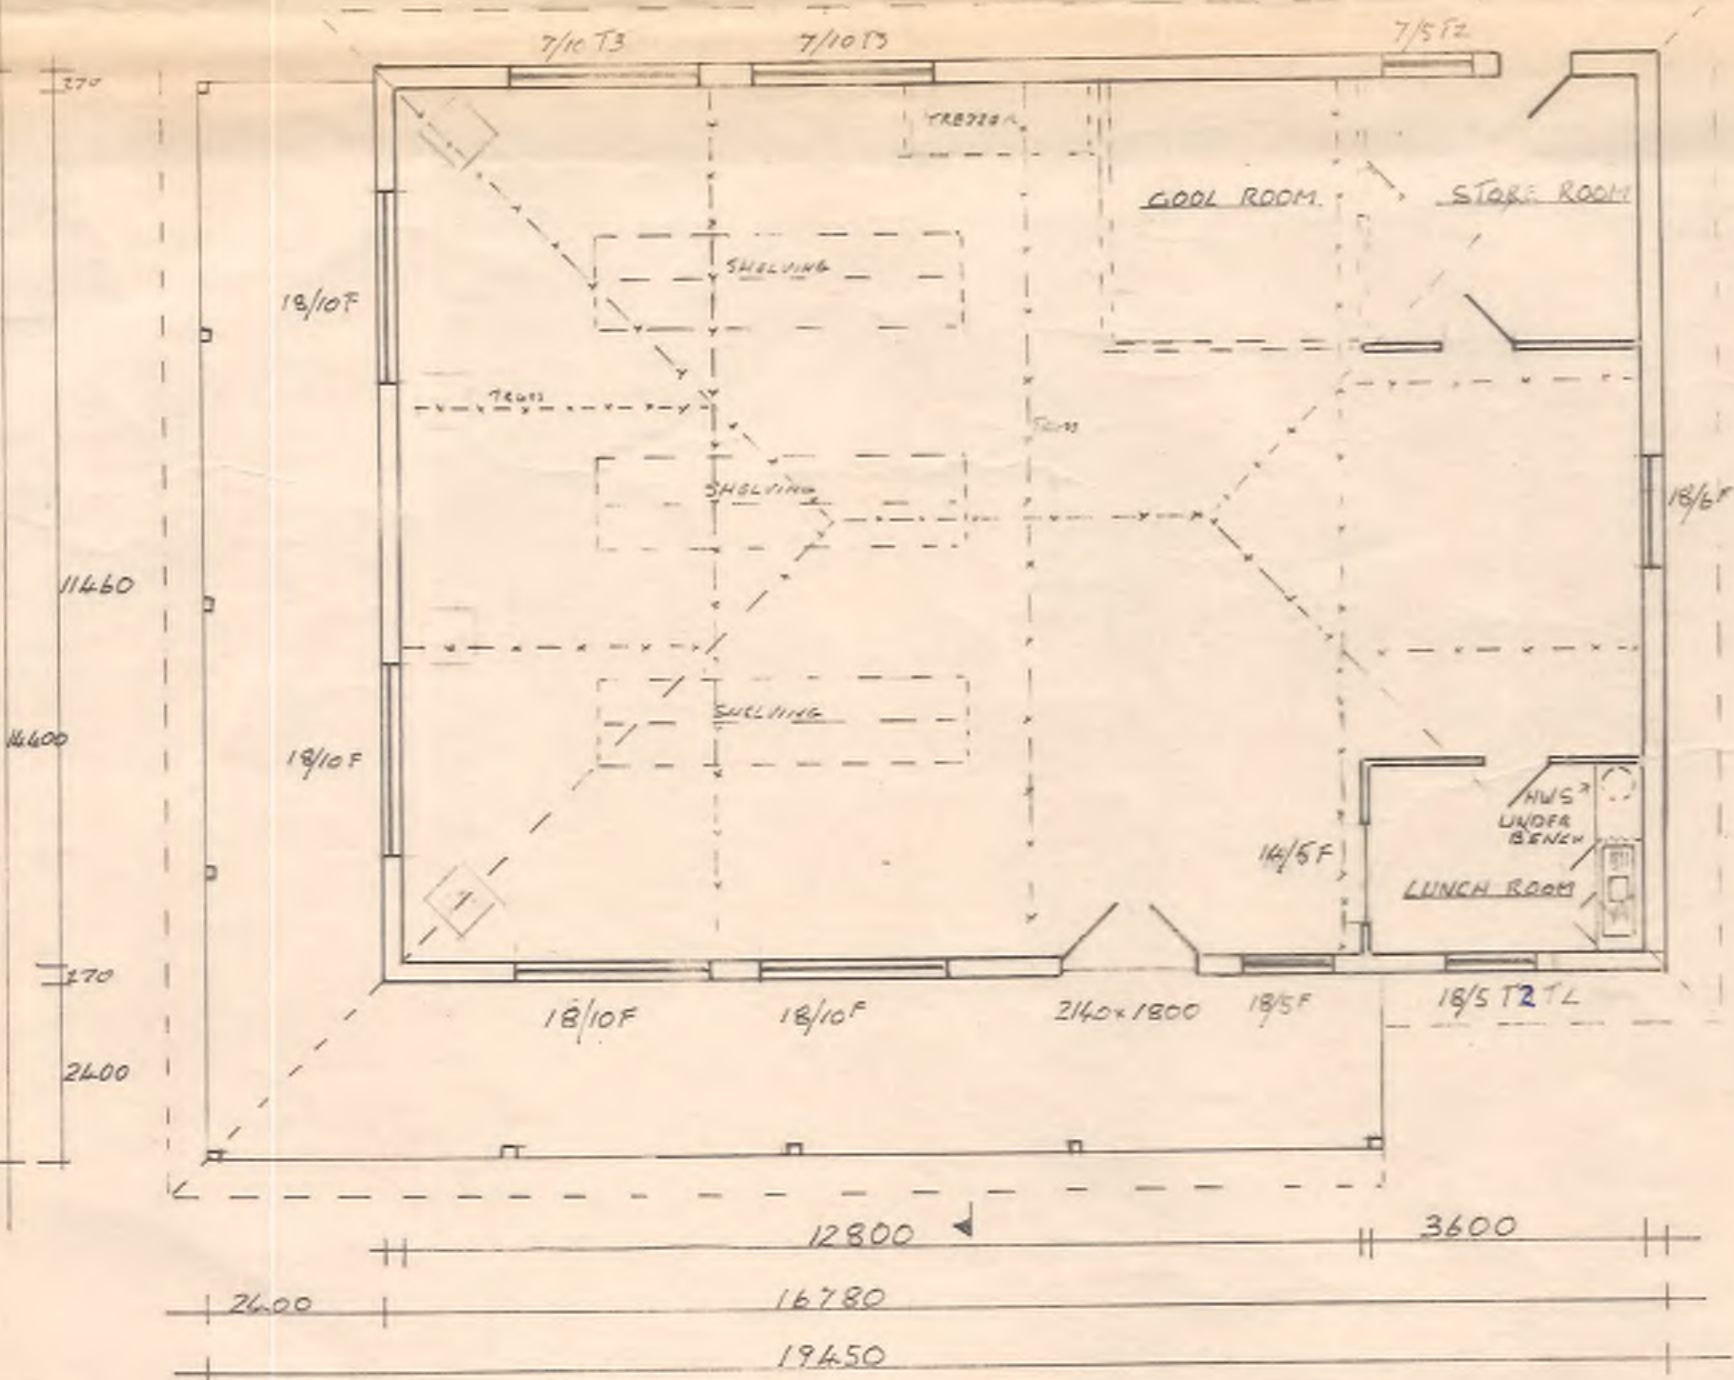 7/10 T3
7/10 T3
7/5 T2
270
FREEZER
COOL ROOM
STORE ROOM
SHELVING
18/10 F
TRUSS
SHELVING
18/6 F
11460
SHELVING
14400
18/10 F
HWS
UNDER
BENCH
14/5 F
LUNCH ROOM
270
18/10 F
18/10 F
2140 x 1800
18/5 F
18/5 T2 TL
2400
12800
3600
2400
16780
19450